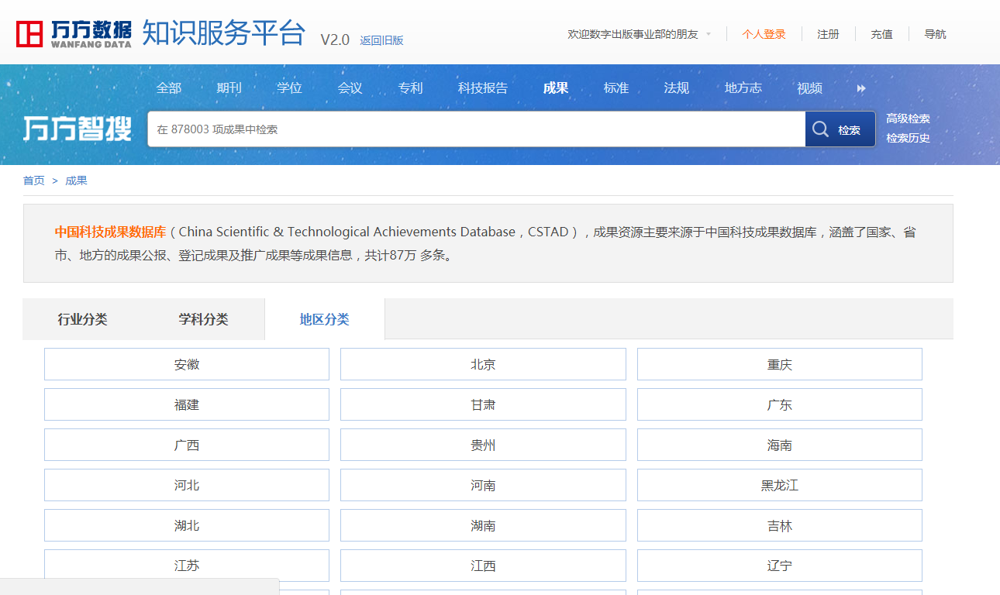 万方数据 知识服务平台 V2.0 返回旧版 欢迎数字出版事业部的朋友 个人登录 注册 充值 导航
WANFANG DATA
全部 期刊 学位 会议 专利 科技报告 成果 标准 法规 地方志 视频
万方智搜 在 878003 项成果中检索 检索 高级检索
检索历史
首页 > 成果
中国科技成果数据库（China Scientific & Technological Achievements Database，CSTAD），成果资源主要来源于中国科技成果数据库，涵盖了国家、省
市、地方的成果公报、登记成果及推广成果等成果信息，共计87万 多条。
行业分类 学科分类 地区分类
安徽 北京 重庆
福建 甘肃 广东
广西 贵州 海南
河北 河南 黑龙江
湖北 湖南 吉林
江苏 江西 辽宁